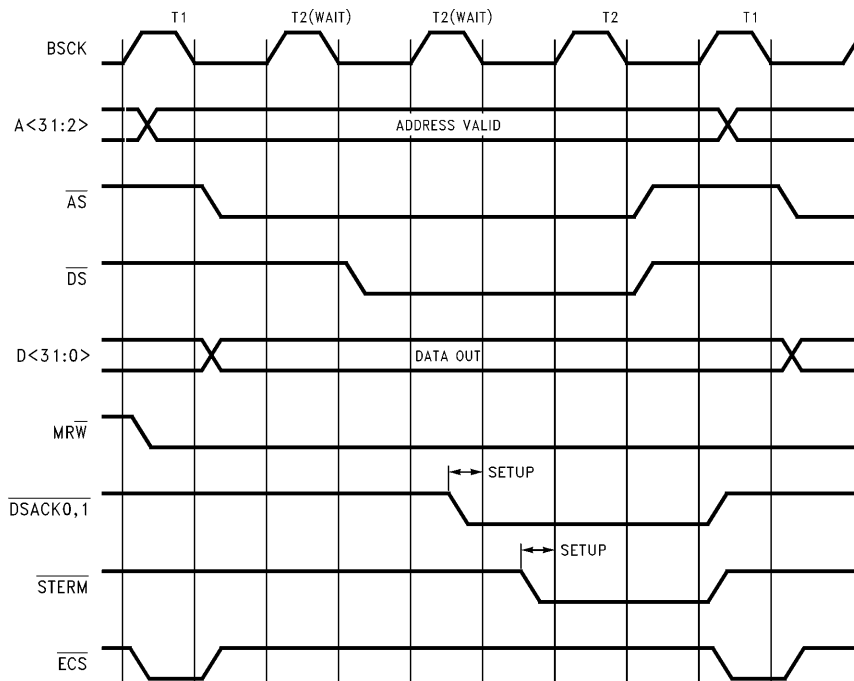 T1 T2(WAIT) T2(WAIT) T2 T1
BSCK
A<31:2> ADDRESS VALID
AS
DS
D<31:0> DATA OUT
MRW
SETUP
DSACK0,1
SETUP
STERM
ECS